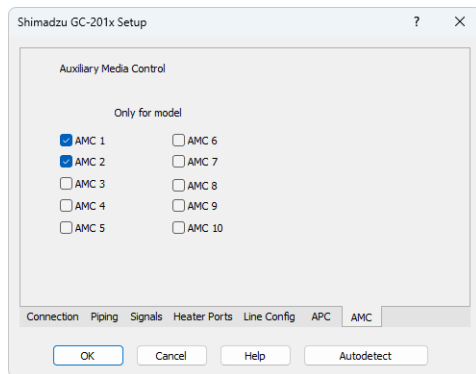 Shimadzu GC-201x Setup
Auxiliary Media Control
Only for model
AMC 1
AMC 6
AMC 2
AMC 7
AMC 3
AMC 8
AMC 4
AMC 9
AMC 5
AMC 10
Connection Piping Signals Heater Ports Line Config APC AMC
OK Cancel Help Autodetect